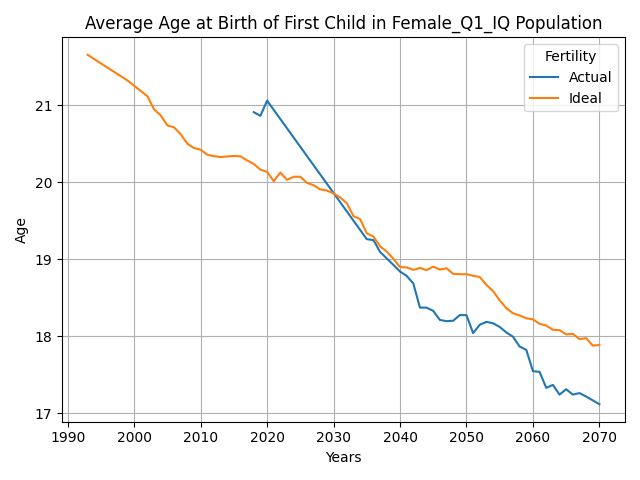 Average Age at Birth of First Child in Female_Q1_IQ Population
Fertility
Actual
Ideal
Age
21
20
19
18
17
1990 2000 2010 2020 2030 2040 2050 2060 2070
Years